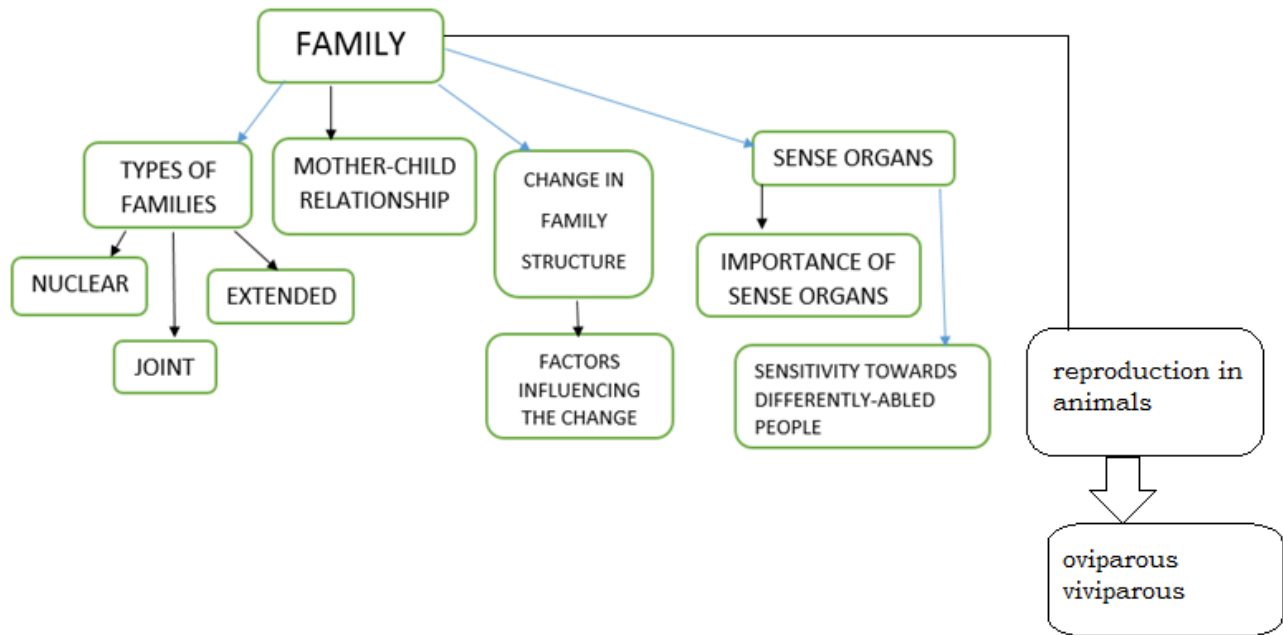 FAMILY
TYPES OF
FAMILIES
MOTHER-CHILD
RELATIONSHIP
CHANGE IN
FAMILY
STRUCTURE
SENSE ORGANS
NUCLEAR
JOINT
EXTENDED
FACTORS
INFLUENCING
THE CHANGE
IMPORTANCE OF
SENSE ORGANS
SENSITIVITY TOWARDS
DIFFERENTLY-ABLED
PEOPLE
reproduction in
animals
oviparous
viviparous